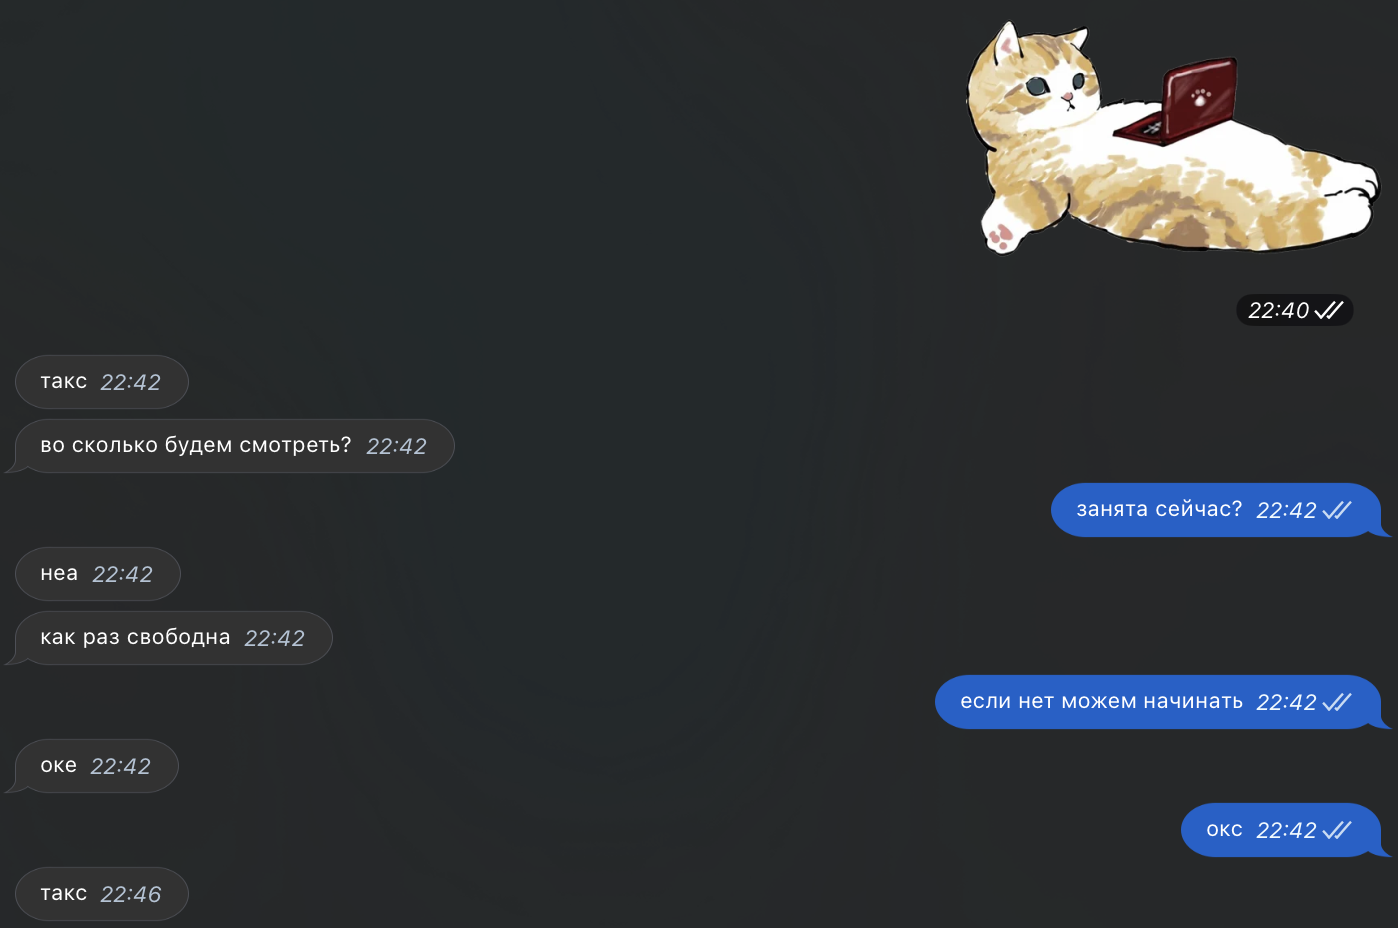 22:40
такс 22:42
во сколько будем смотреть? 22:42
занята сейчас? 22:42
неа 22:42
как раз свободна 22:42
если нет можем начинать 22:42
оке 22:42
окс 22:42
такс 22:46